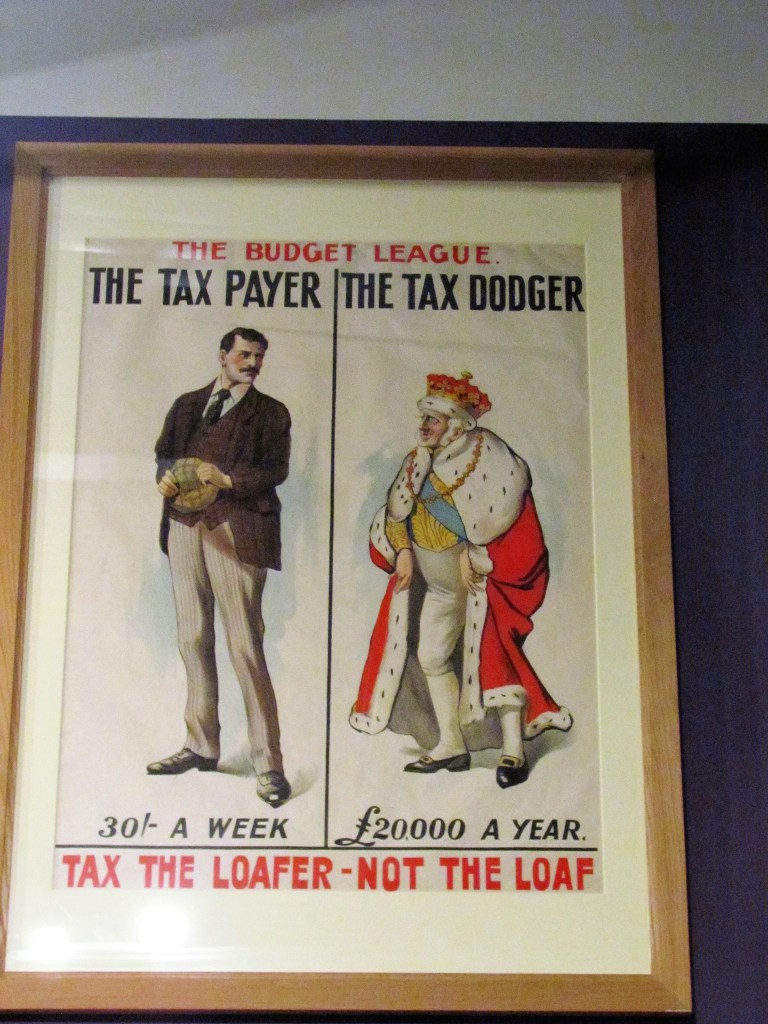 THE BUDGET LEAGUE.
THE TAX PAYER
THE TAX DODGER
30/- A WEEK
£20,000 A YEAR.
TAX THE LOAFER - NOT THE LOAF